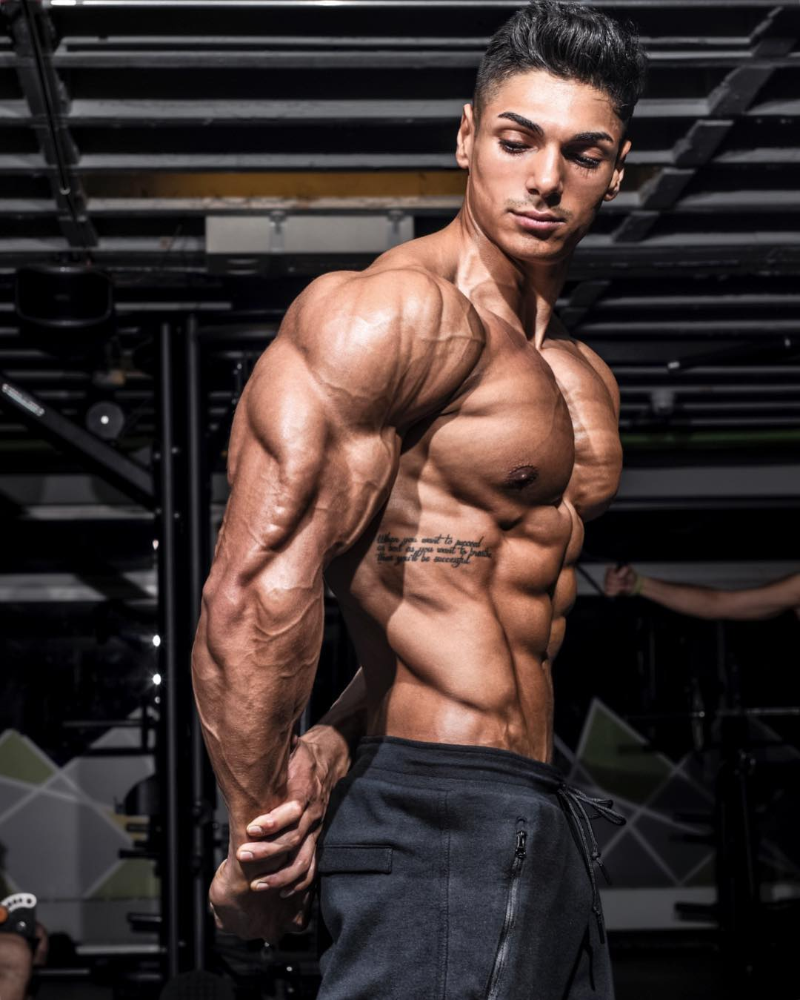 When you want to succeed
as bad as you want to breathe
then you'll be successful